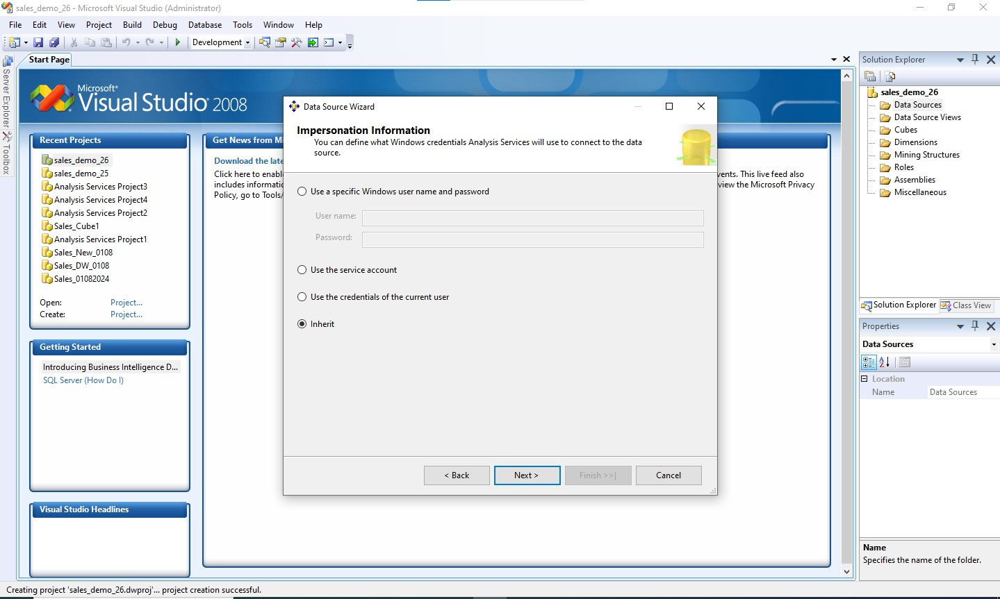 sales_demo_26 - Microsoft Visual Studio (Administrator)
File Edit View Project Build Debug Database Tools Window Help
Development
Server Explorer
Toolbox
Start Page
Microsoft®
Visual Studio® 2008
Recent Projects
sales_demo_26
sales_demo_25
Analysis Services Project3
Analysis Services Project4
Analysis Services Project2
Sales_Cube1
Analysis Services Project1
Sales_New_0108
Sales_DW_0108
Sales_01082024
Open: Project...
Create: Project...
Getting Started
Introducing Business Intelligence D...
SQL Server (How Do I)
Visual Studio Headlines
Get News from Mi
Download the late
Click here to enabl
vents. This live feed also
includes informatio
view the Microsoft Privacy
Policy, go to Tools/
Data Source Wizard
Impersonation Information
You can define what Windows credentials Analysis Services will use to connect to the data
source.
Use a specific Windows user name and password
User name:
Password:
Use the service account
Use the credentials of the current user
Inherit
< Back
Next >
Finish >>|
Cancel
Solution Explorer
sales_demo_26
Data Sources
Data Source Views
Cubes
Dimensions
Mining Structures
Roles
Assemblies
Miscellaneous
Solution Explorer Class View
Properties
Data Sources
Location
Name Data Sources
Name
Specifies the name of the folder.
Creating project 'sales_demo_26.dwproj'... project creation successful.